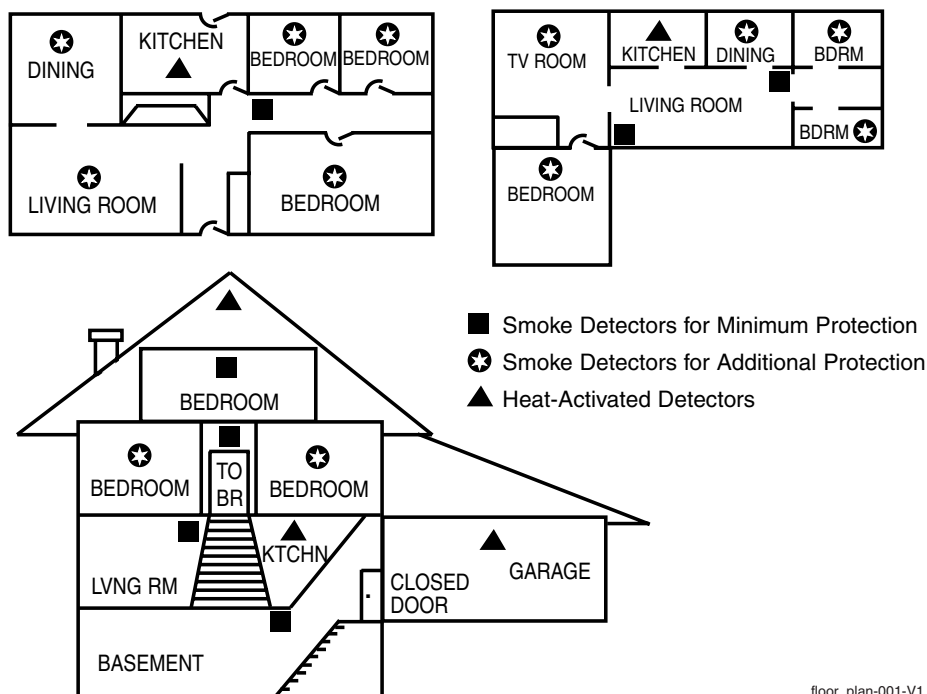 DINING
KITCHEN
BEDROOM
BEDROOM
LIVING ROOM
BEDROOM
TV ROOM
KITCHEN
DINING
BDRM
LIVING ROOM
BDRM
BEDROOM
Smoke Detectors for Minimum Protection
Smoke Detectors for Additional Protection
Heat-Activated Detectors
BEDROOM
BEDROOM
TO
BR
BEDROOM
LVNG RM
KTCHN
CLOSED
DOOR
GARAGE
BASEMENT
floor_plan-001-V1